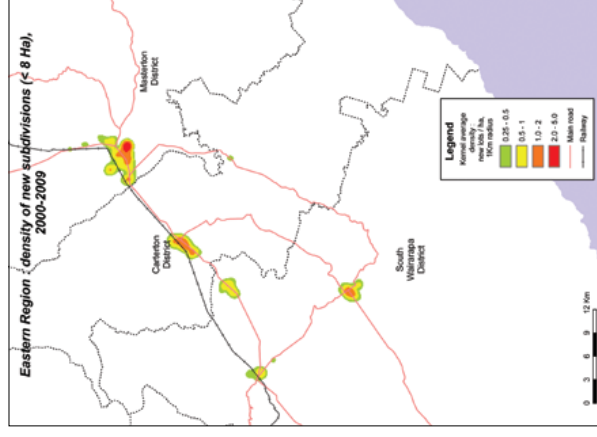 Eastern Region : density of new subdivisions (< 8 Ha),
2000-2009
Masterton
District
Carterton
District
South
Wairarapa
District
Legend
Kernel average
density :
new lots / ha,
1Km radius
0.25 - 0.5
0.5 - 1
1.0 - 2
2.0 - 5.0
Main road
Railway
0 3 6 12 Km